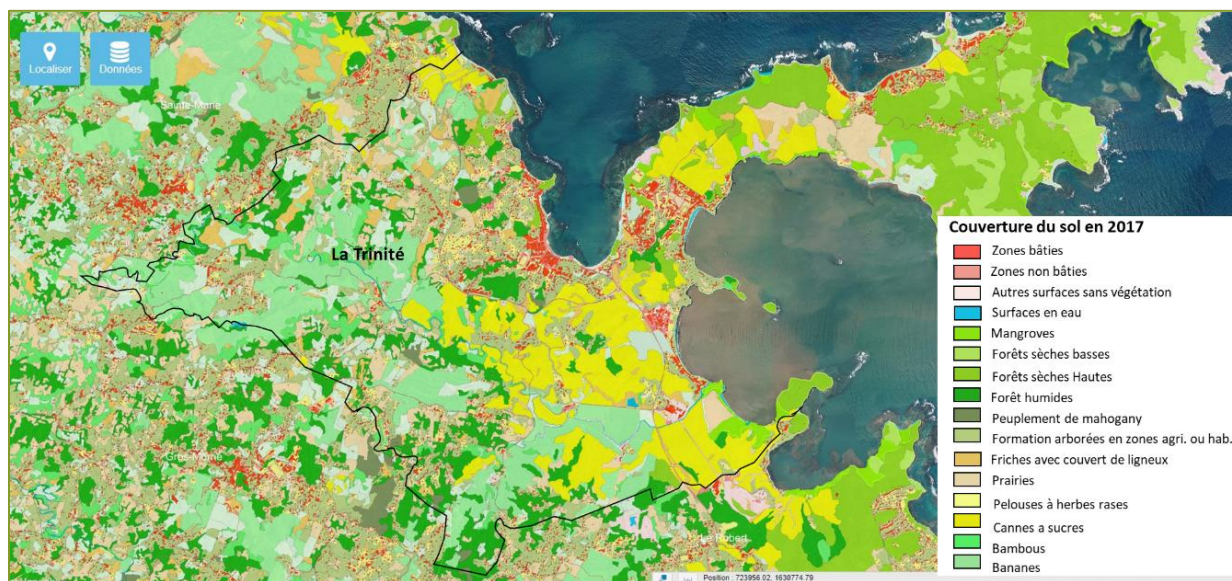 Localiser
Données
Sainte-Marie
La Trinité
Gros-Morne
Le Robert
Couverture du sol en 2017
Zones bâties
Zones non bâties
Autres surfaces sans végétation
Surfaces en eau
Mangroves
Forêts sèches basses
Forêts sèches Hautes
Forêt humides
Peuplement de mahogany
Formation arborées en zones agri. ou hab.
Friches avec couvert de ligneux
Prairies
Pelouses à herbes rases
Cannes a sucres
Bambous
Bananes
Position : 723956.02, 1630774.79